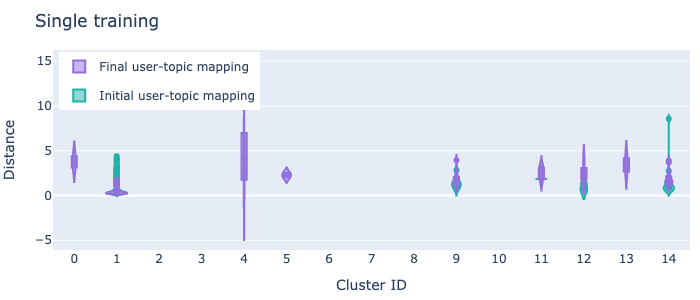 Single training
Final user-topic mapping
Initial user-topic mapping
Distance
15
10
5
0
−5
0 1 2 3 4 5 6 7 8 9 10 11 12 13 14
Cluster ID